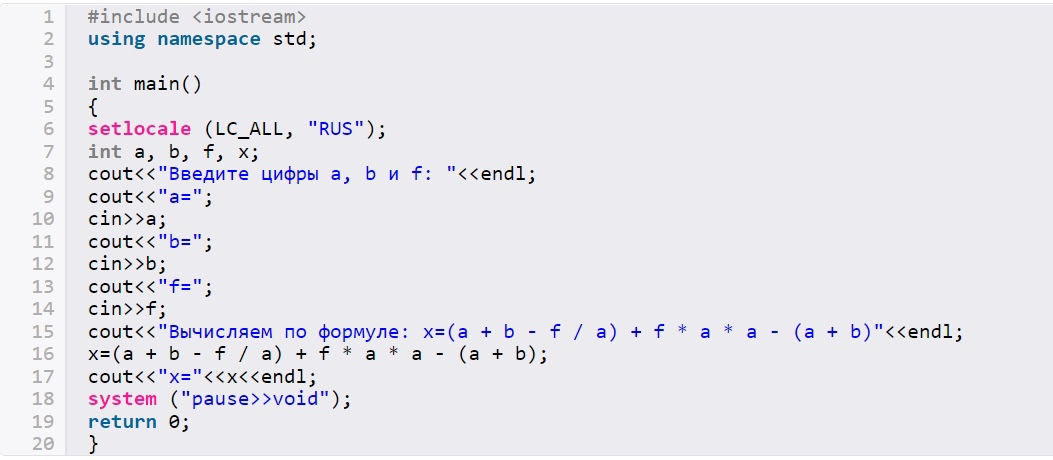 1 #include <iostream>
2 using namespace std;
3
4 int main()
5 {
6 setlocale (LC_ALL, "RUS");
7 int a, b, f, x;
8 cout<<"Введите цифры a, b и f: "<<endl;
9 cout<<"a=";
10 cin>>a;
11 cout<<"b=";
12 cin>>b;
13 cout<<"f=";
14 cin>>f;
15 cout<<"Вычисляем по формуле: x=(a + b - f / a) + f * a * a - (a + b)"<<endl;
16 x=(a + b - f / a) + f * a * a - (a + b);
17 cout<<"x="<<x<<endl;
18 system ("pause>>void");
19 return 0;
20 }